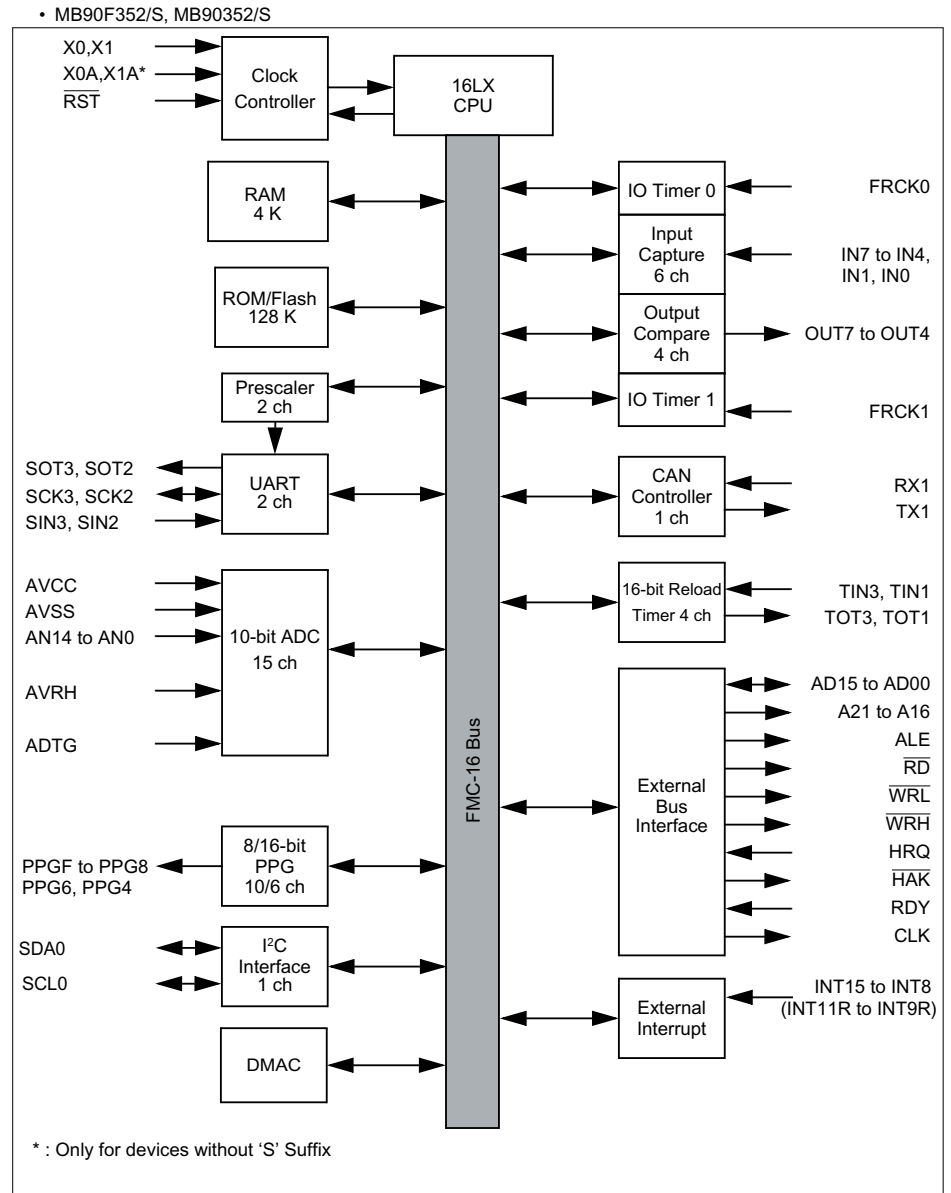 • MB90F352/S, MB90352/S
X0,X1
X0A,X1A*
R̅S̅T̅
Clock
Controller
16LX
CPU
RAM
4 K
ROM/Flash
128 K
Prescaler
2 ch
SOT3, SOT2
SCK3, SCK2
SIN3, SIN2
UART
2 ch
AVCC
AVSS
AN14 to AN0
AVRH
ADTG
10-bit ADC
15 ch
PPGF to PPG8
PPG6, PPG4
8/16-bit
PPG
10/6 ch
SDA0
SCL0
I²C
Interface
1 ch
DMAC
FMC-16 Bus
IO Timer 0
FRCK0
Input
Capture
6 ch
IN7 to IN4,
IN1, IN0
Output
Compare
4 ch
OUT7 to OUT4
IO Timer 1
FRCK1
CAN
Controller
1 ch
RX1
TX1
16-bit Reload
Timer 4 ch
TIN3, TIN1
TOT3, TOT1
External
Bus
Interface
AD15 to AD00
A21 to A16
ALE
R̅D̅
W̅R̅L̅
W̅R̅H̅
HRQ
H̅A̅K̅
RDY
CLK
External
Interrupt
INT15 to INT8
(INT11R to INT9R)
* : Only for devices without ‘S’ Suffix